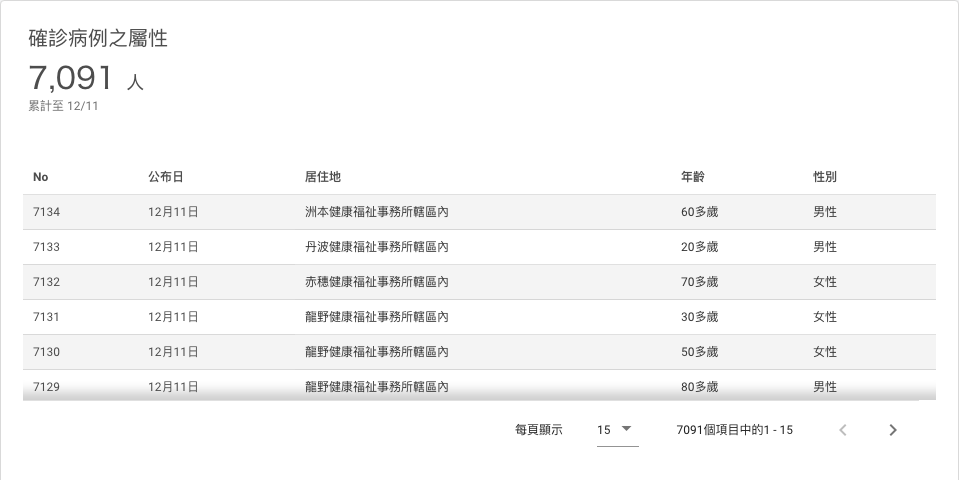 確診病例之屬性
7,091 人
累計至 12/11
No 公布日 居住地 年齡 性別
7134 12月11日 洲本健康福祉事務所轄區內 60多歲 男性
7133 12月11日 丹波健康福祉事務所轄區內 20多歲 男性
7132 12月11日 赤穗健康福祉事務所轄區內 70多歲 女性
7131 12月11日 龍野健康福祉事務所轄區內 30多歲 女性
7130 12月11日 龍野健康福祉事務所轄區內 50多歲 女性
7129 12月11日 龍野健康福祉事務所轄區內 80多歲 男性
每頁顯示 15 7091個項目中的1 - 15